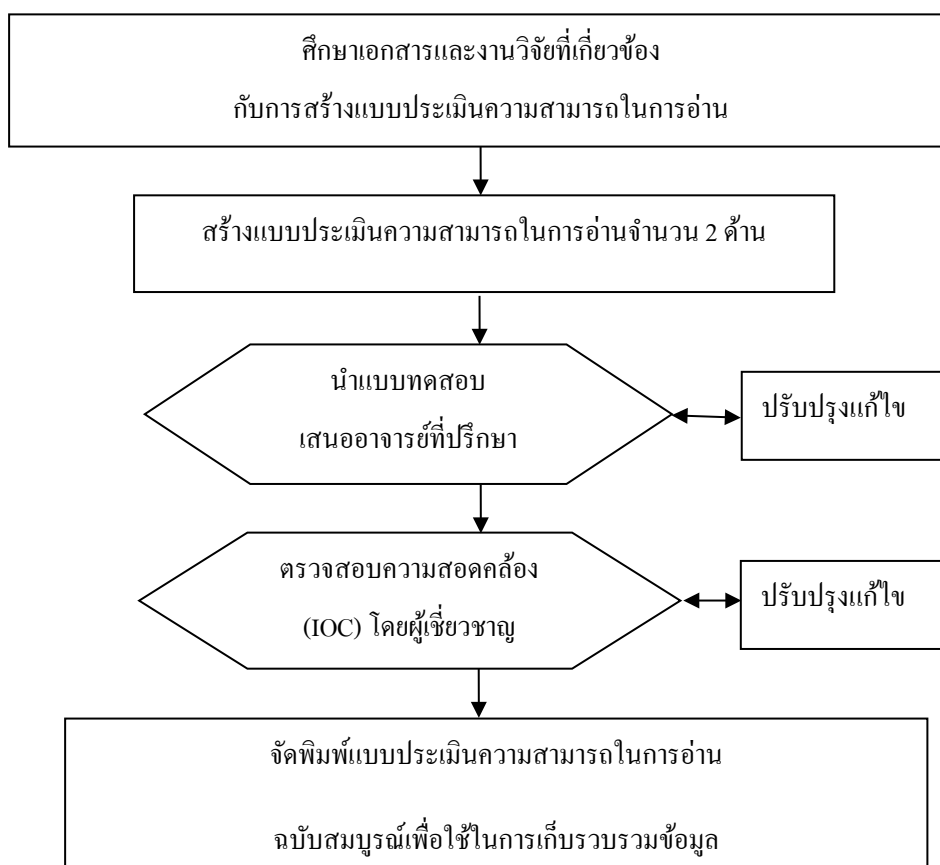 ศึกษาเอกสารและงานวิจัยที่เกี่ยวข้อง
กับการสร้างแบบประเมินความสามารถในการอ่าน
สร้างแบบประเมินความสามารถในการอ่านจำนวน 2 ด้าน
นำแบบทดสอบ
เสนออาจารย์ที่ปรึกษา
ปรับปรุงแก้ไข
ตรวจสอบความสอดคล้อง
(IOC) โดยผู้เชี่ยวชาญ
ปรับปรุงแก้ไข
จัดพิมพ์แบบประเมินความสามารถในการอ่าน
ฉบับสมบูรณ์เพื่อใช้ในการเก็บรวบรวมข้อมูล